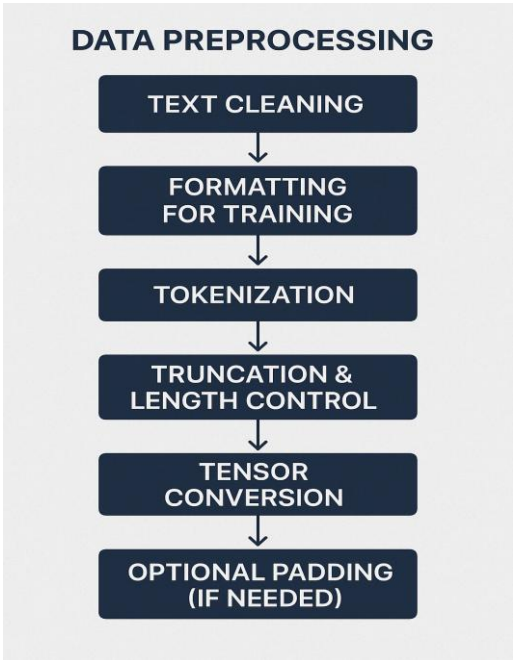 DATA PREPROCESSING
TEXT CLEANING
FORMATTING
FOR TRAINING
TOKENIZATION
TRUNCATION &
LENGTH CONTROL
TENSOR
CONVERSION
OPTIONAL PADDING
(IF NEEDED)